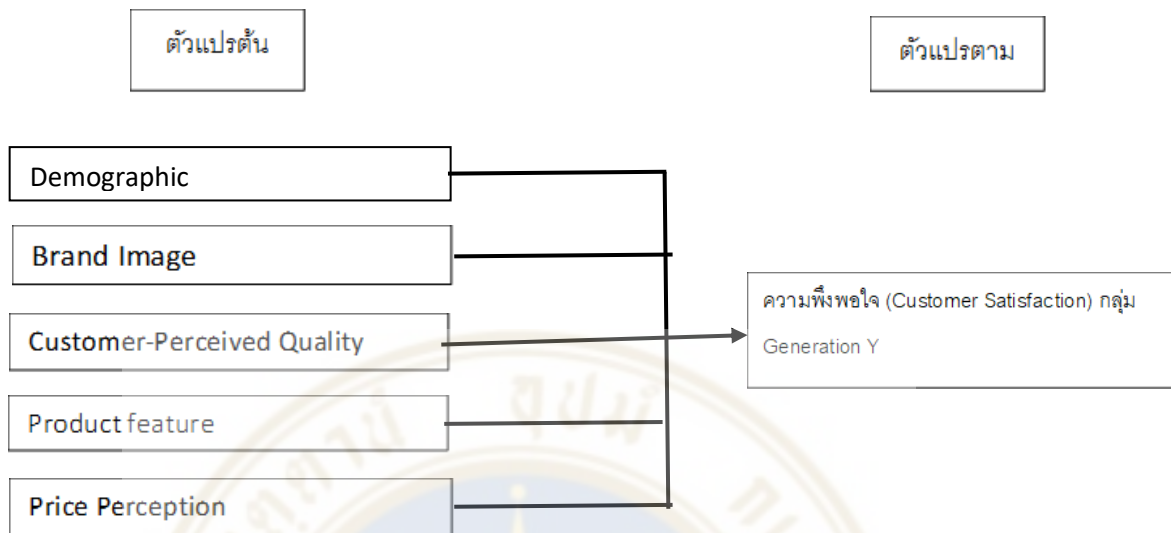 ตัวแปรต้น
ตัวแปรตาม
Demographic
Brand Image
Customer-Perceived Quality
Product feature
Price Perception
ความพึงพอใจ (Customer Satisfaction) กลุ่ม
Generation Y